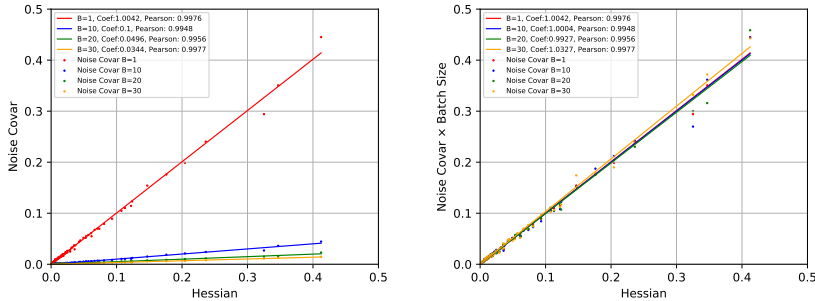 B=1, Coef:1.0042, Pearson: 0.9976
B=10, Coef:0.1, Pearson: 0.9948
B=20, Coef:0.0496, Pearson: 0.9956
B=30, Coef:0.0344, Pearson: 0.9977
Noise Covar B=1
Noise Covar B=10
Noise Covar B=20
Noise Covar B=30
Noise Covar
0.5
0.4
0.3
0.2
0.1
0.0
0.0 0.1 0.2 0.3 0.4 0.5
Hessian
B=1, Coef:1.0042, Pearson: 0.9976
B=10, Coef:1.0004, Pearson: 0.9948
B=20, Coef:0.9927, Pearson: 0.9956
B=30, Coef:1.0327, Pearson: 0.9977
Noise Covar B=1
Noise Covar B=10
Noise Covar B=20
Noise Covar B=30
Noise Covar × Batch Size
0.5
0.4
0.3
0.2
0.1
0.0
0.0 0.1 0.2 0.3 0.4 0.5
Hessian